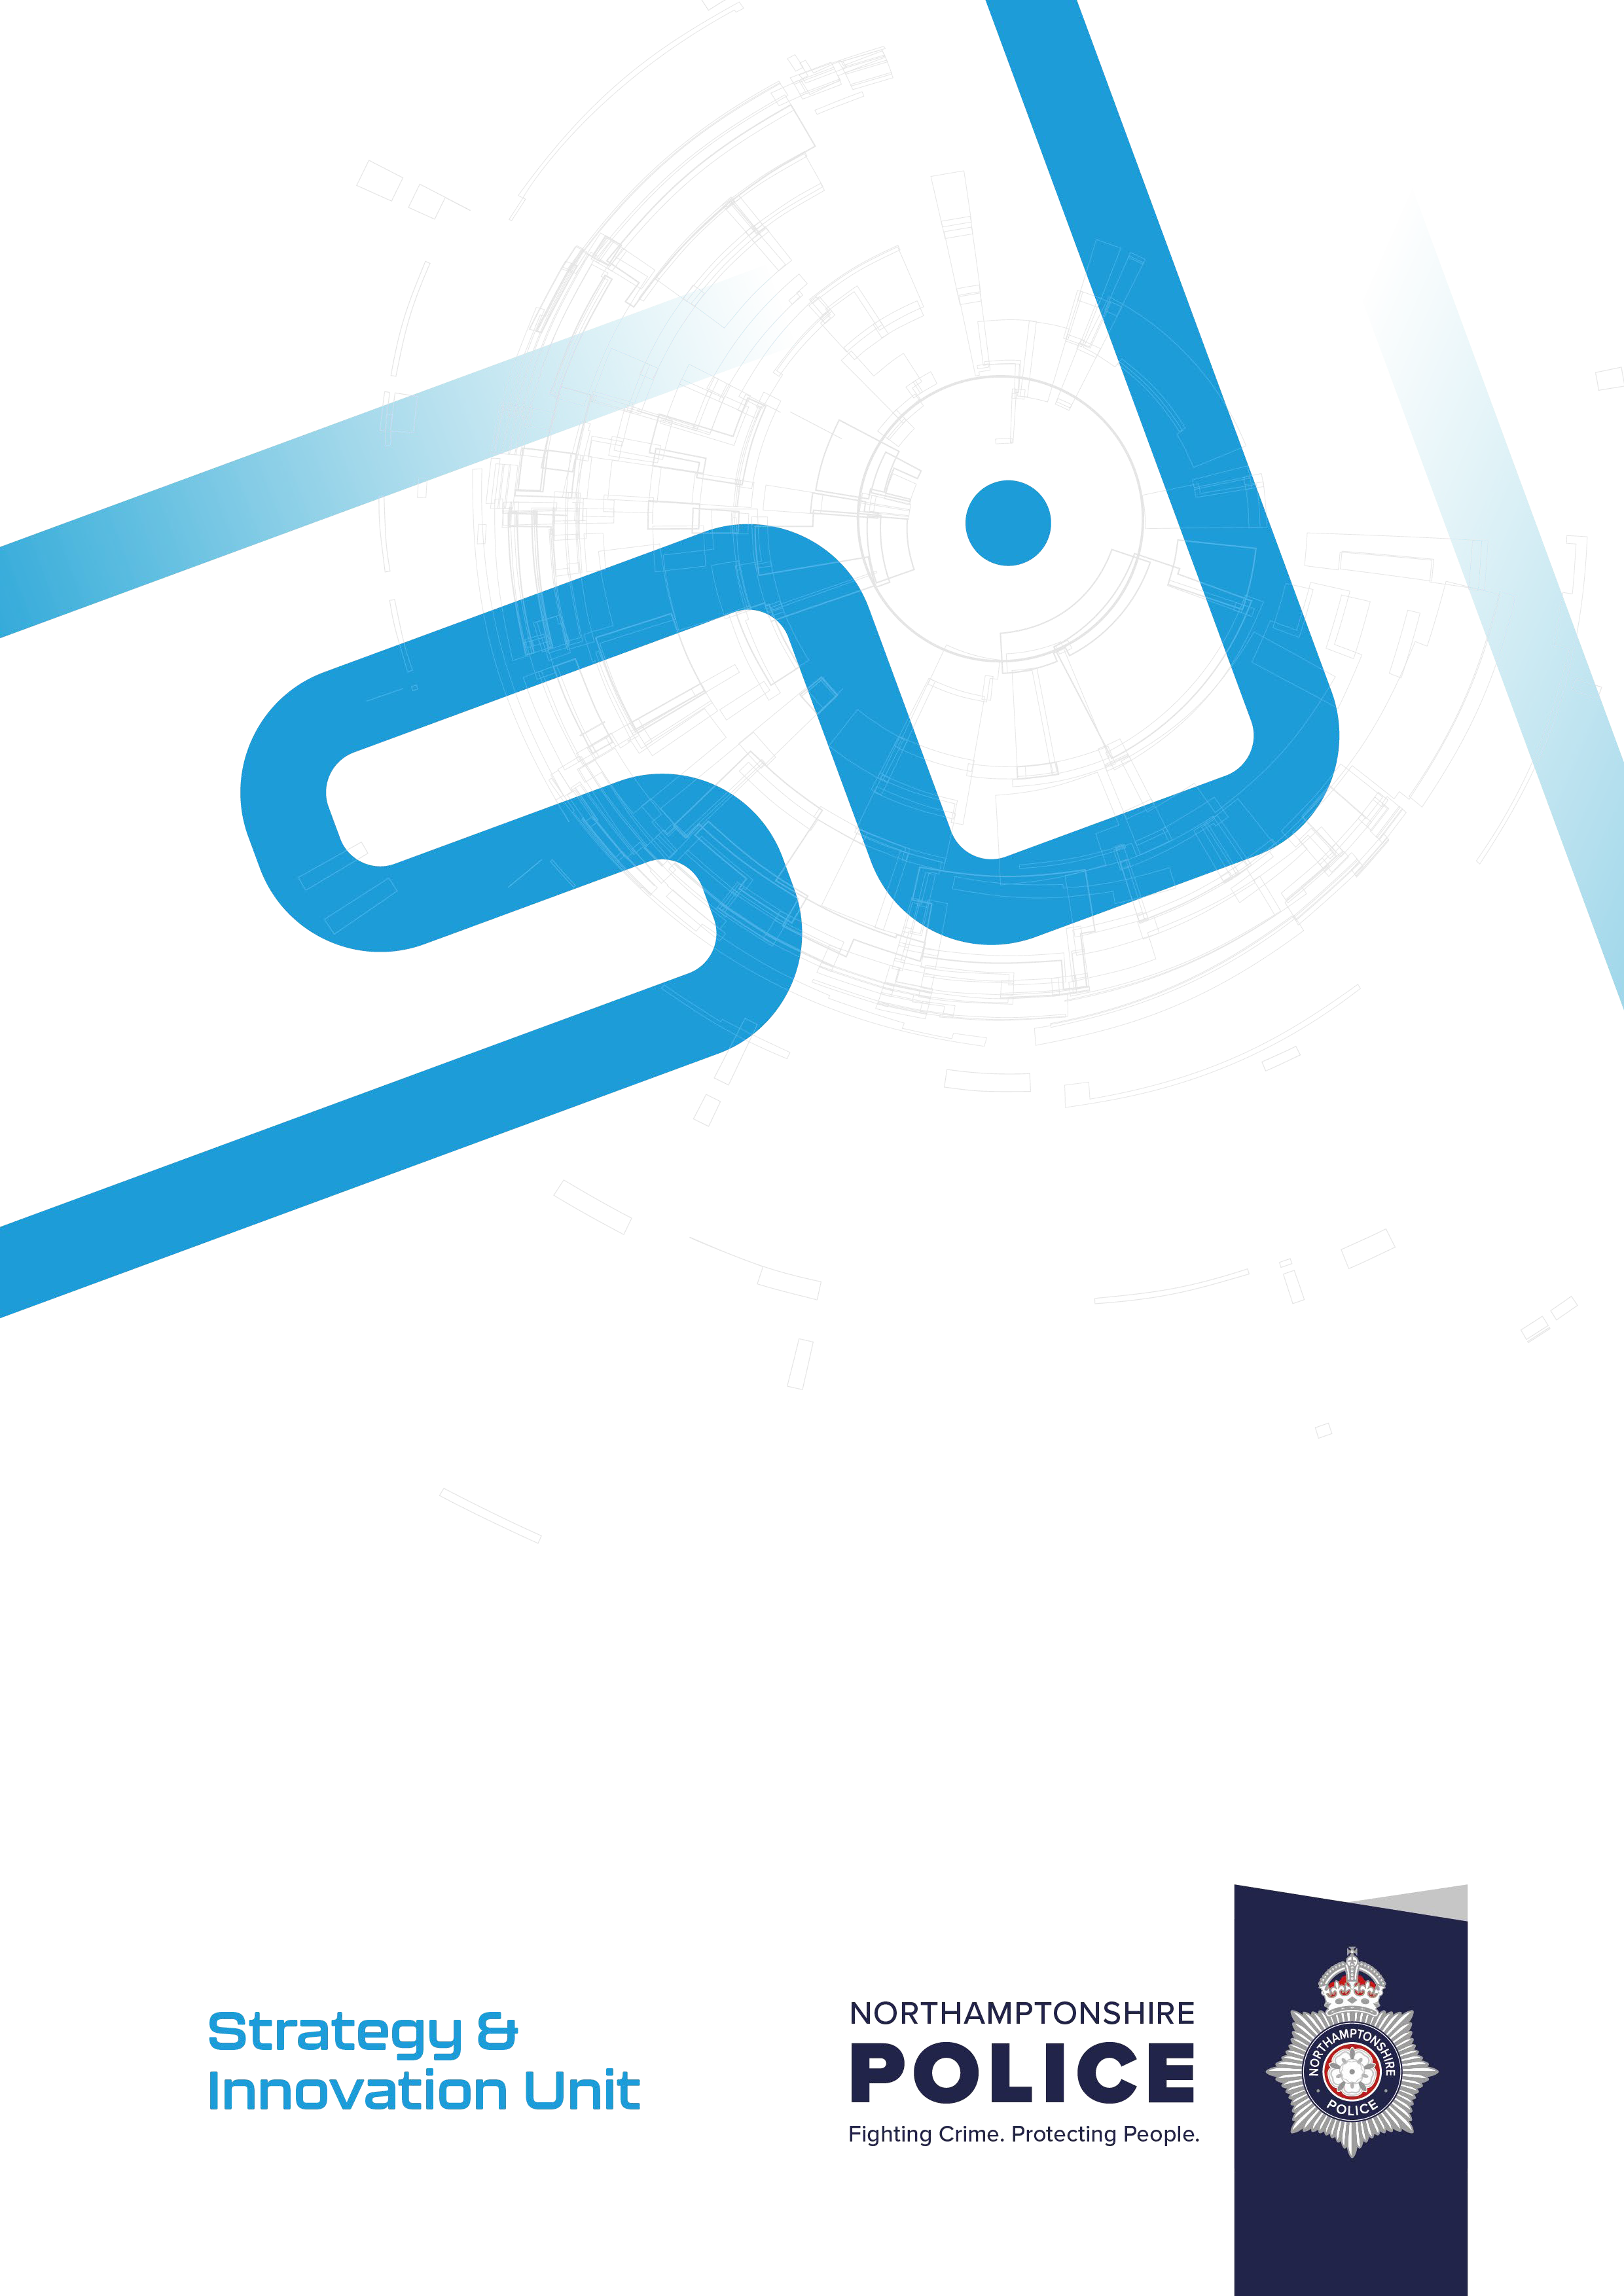 Strategy &
Innovation Unit
NORTHAMPTONSHIRE
POLICE
Fighting Crime. Protecting People.
NORTHAMPTONSHIRE
POLICE